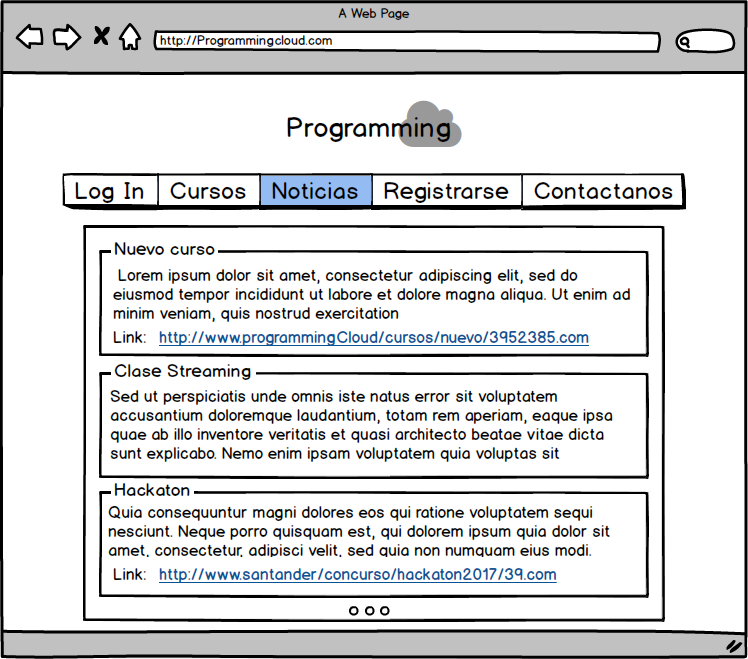 A Web Page
http://Programmingcloud.com
Programming
Log In Cursos Noticias Registrarse Contactanos
Nuevo curso
Lorem ipsum dolor sit amet, consectetur adipiscing elit, sed do
eiusmod tempor incididunt ut labore et dolore magna aliqua. Ut enim ad
minim veniam, quis nostrud exercitation
Link: http://www.programmingCloud/cursos/nuevo/3952385.com
Clase Streaming
Sed ut perspiciatis unde omnis iste natus error sit voluptatem
accusantium doloremque laudantium, totam rem aperiam, eaque ipsa
quae ab illo inventore veritatis et quasi architecto beatae vitae dicta
sunt explicabo. Nemo enim ipsam voluptatem quia voluptas sit
Hackaton
Quia consequuntur magni dolores eos qui ratione voluptatem sequi
nesciunt. Neque porro quisquam est, qui dolorem ipsum quia dolor sit
amet, consectetur, adipisci velit, sed quia non numquam eius modi.
Link: http://www.santander/concurso/hackaton2017/39.com